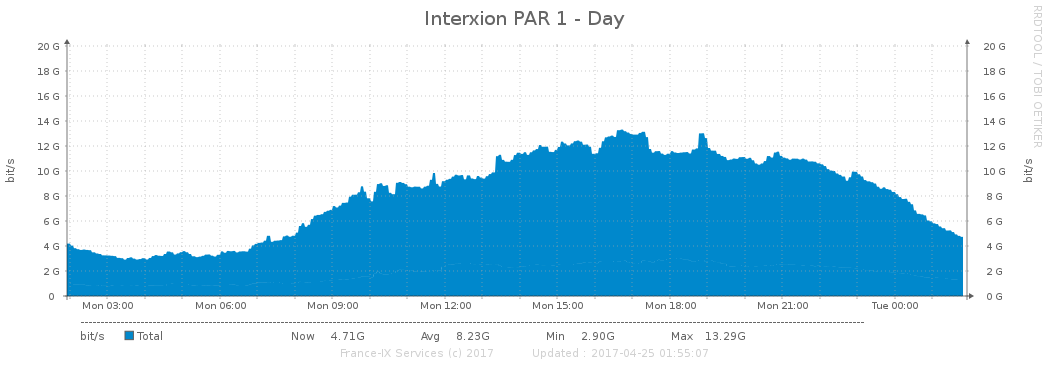 Interxion PAR 1 - Day
RRDTOOL / TOBI OETIKER
bit/s
20 G
18 G
16 G
14 G
12 G
10 G
8 G
6 G
4 G
2 G
0
20 G
18 G
16 G
14 G
12 G
10 G
8 G
6 G
4 G
2 G
0 G
bit/s
Mon 03:00 Mon 06:00 Mon 09:00 Mon 12:00 Mon 15:00 Mon 18:00 Mon 21:00 Tue 00:00
bit/s Total Now 4.71G Avg 8.23G Min 2.90G Max 13.29G
France-IX Services (c) 2017 Updated : 2017-04-25 01:55:07